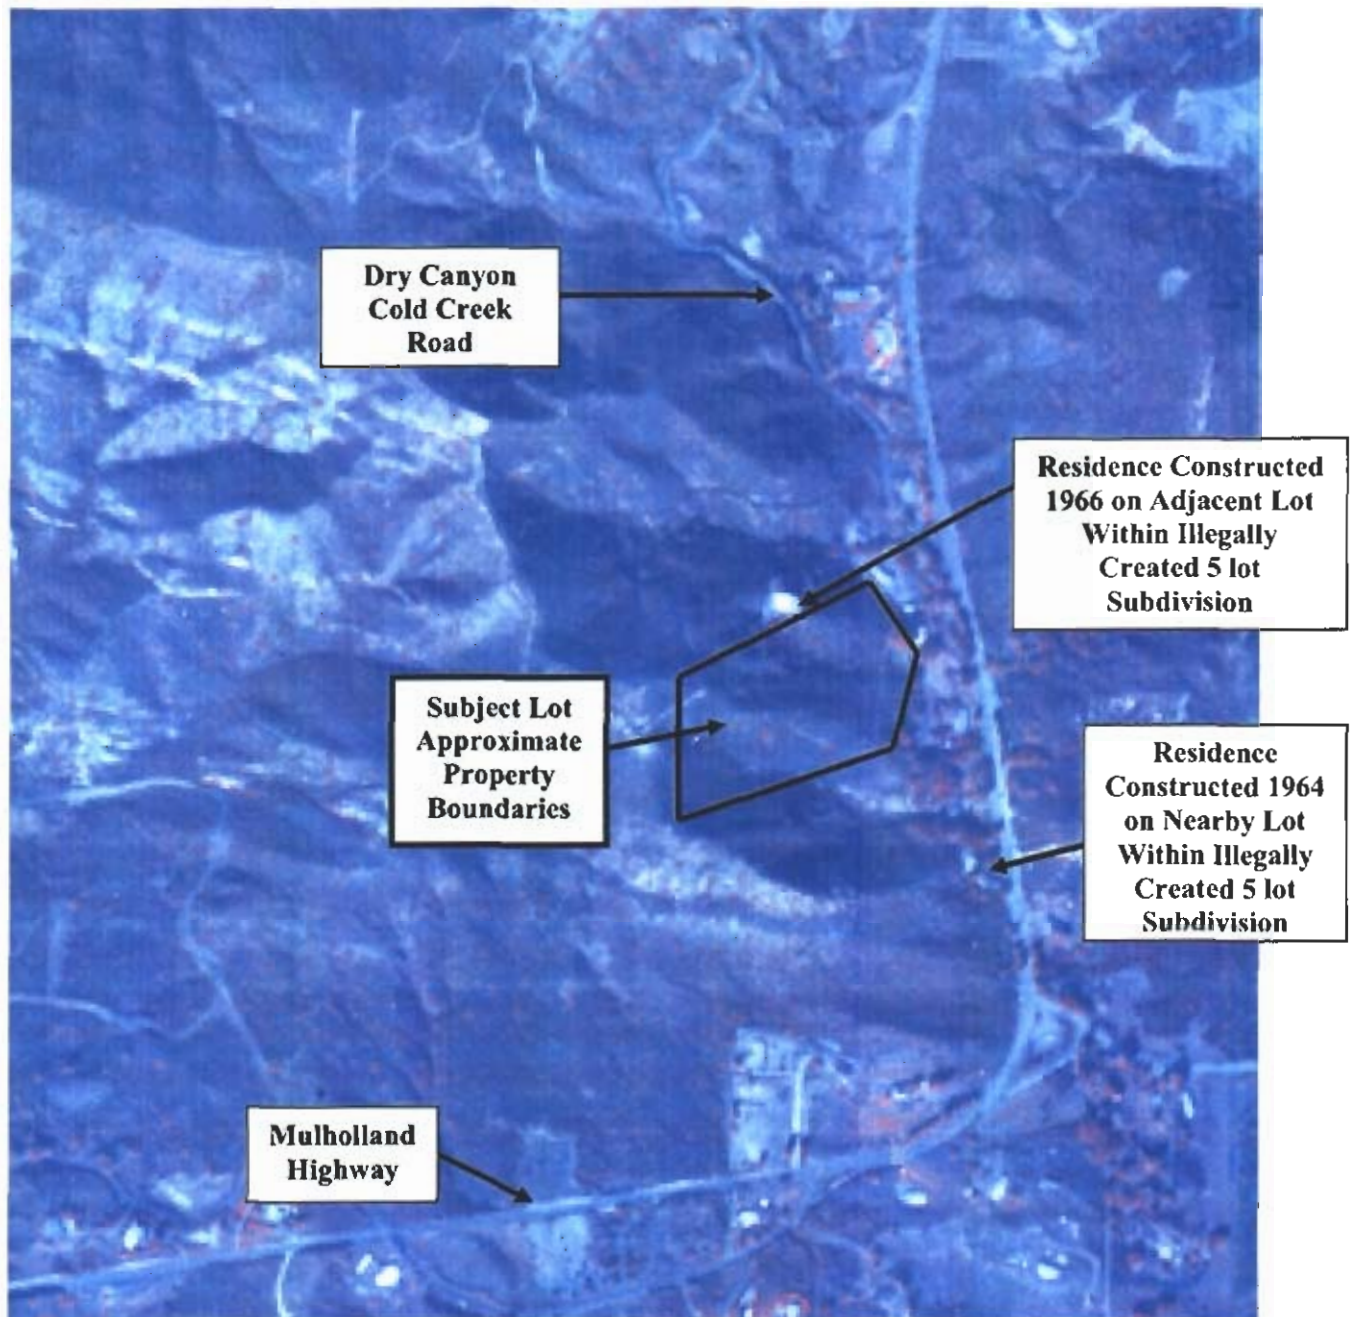 Dry Canyon
Cold Creek
Road
Residence Constructed
1966 on Adjacent Lot
Within Illegally
Created 5 lot
Subdivision
Subject Lot
Approximate
Property
Boundaries
Residence
Constructed 1964
on Nearby Lot
Within Illegally
Created 5 lot
Subdivision
Mulholland
Highway